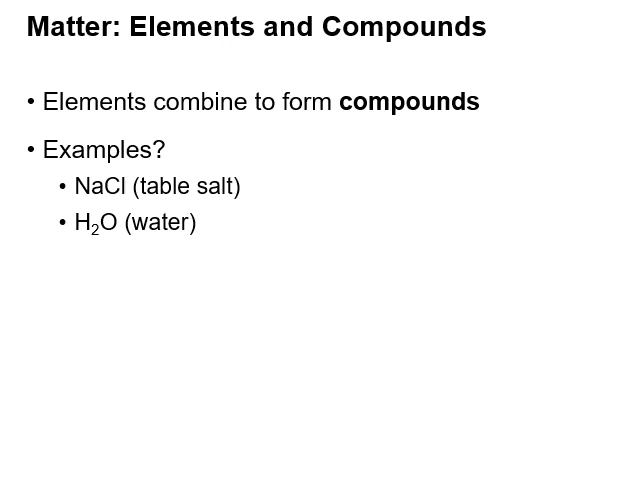 Matter: Elements and Compounds
• Elements combine to form compounds
• Examples?
• NaCl (table salt)
• H₂O (water)